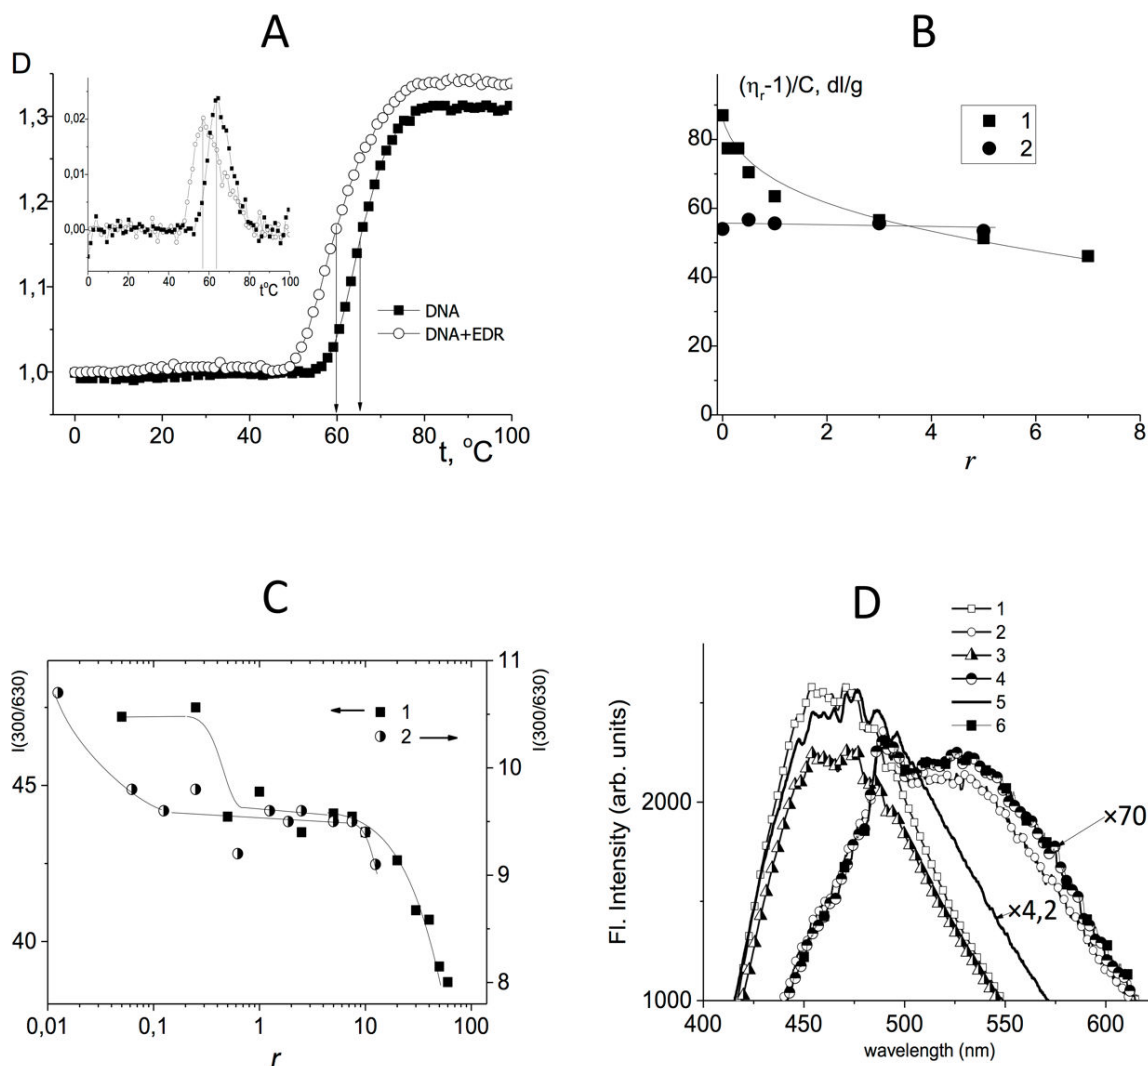 A
D
1,3
1,2
1,1
1,0
0,02
0,01
0,00
0 20 40 60 80 100
t°C
DNA
DNA+EDR
0 20 40 60 80 100
t, °C
B
(ηr-1)/C, dl/g
1
2
80
60
40
20
0
0 2 4 6 8
r
C
I(300/630)
45
40
1
2
11
10
9
8
I(300/630)
0,01 0,1 1 10 100
r
D
1
2
3
4
5
6
Fl. Intensity (arb. units)
2000
1000
×70
×4,2
400 450 500 550 600
wavelength (nm)